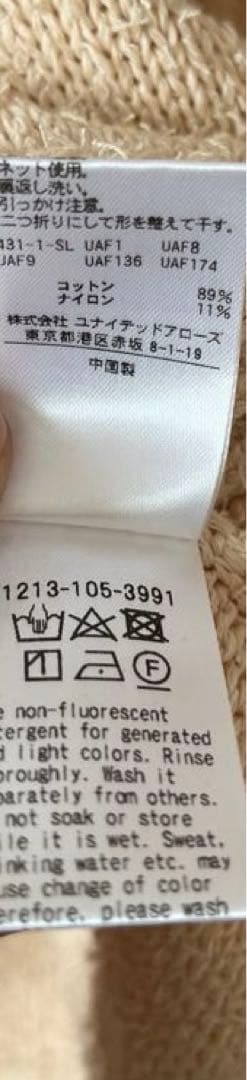 ネット使用。
裏返し洗い。
引っかけ注意。
二つ折りにして形を整えて干す。
431-1-SL UAF1 UAF8
UAF9 UAF136 UAF174
コットン 89%
ナイロン 11%
株式会社 ユナイテッドアローズ
東京都港区赤坂 8-1-19
中国製
1213-105-3991
F
e non-fluorescent
tergent for generated
d light colors. Rinse
oroughly. Wash it
parately from others.
not soak or store
ile it is wet. Sweat,
inking water etc. may
use change of color
erefore, please wash